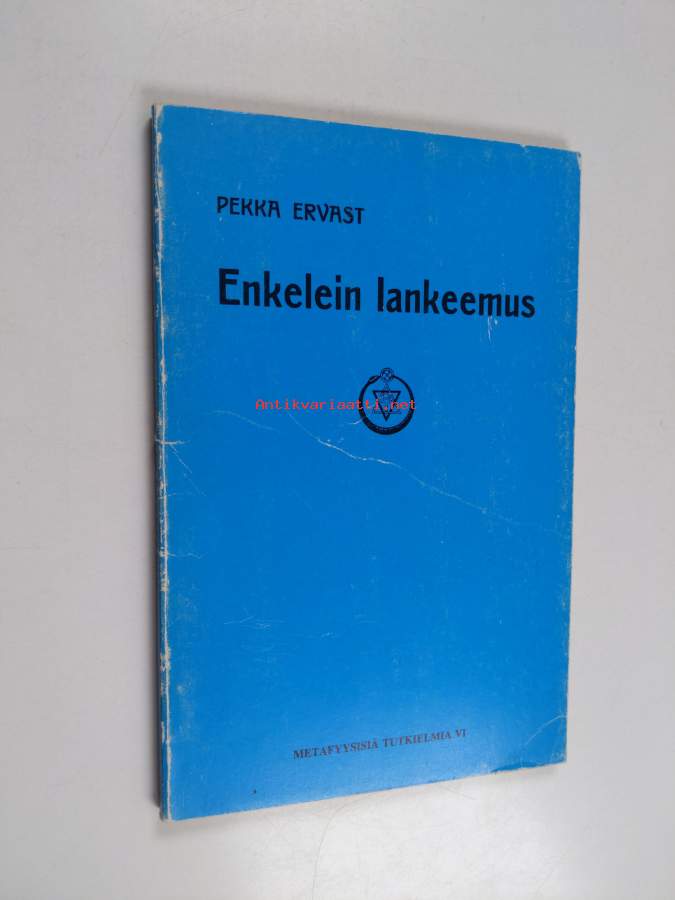 PEKKA ERVAST
Enkelein lankeemus
Antikvariaatti.net
METAFYYSISIÄ TUTKIELMIA VI